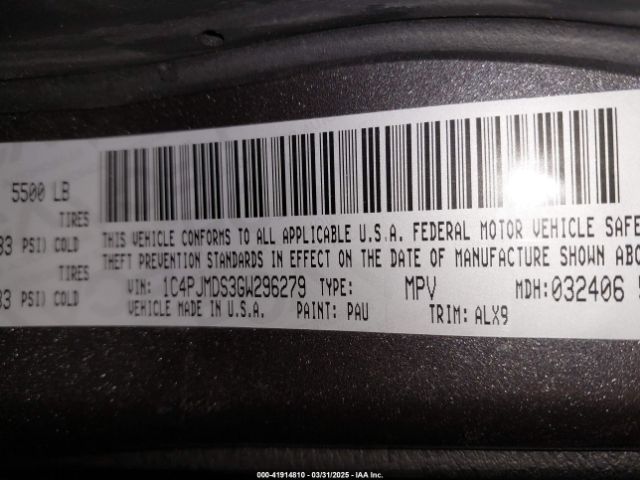 5500 LB
TIRES
33 PSI) COLD
TIRES
33 PSI) COLD
THIS VEHICLE CONFORMS TO ALL APPLICABLE U.S.A. FEDERAL MOTOR VEHICLE SAFE
THEFT PREVENTION STANDARDS IN EFFECT ON THE DATE OF MANUFACTURE SHOWN ABO
VIN: 1C4PJMDS3GW296279 TYPE: MPV MDH:032406
VEHICLE MADE IN U.S.A. PAINT: PAU TRIM: ALX9
000-41914810 - 03/31/2025 - IAA Inc.